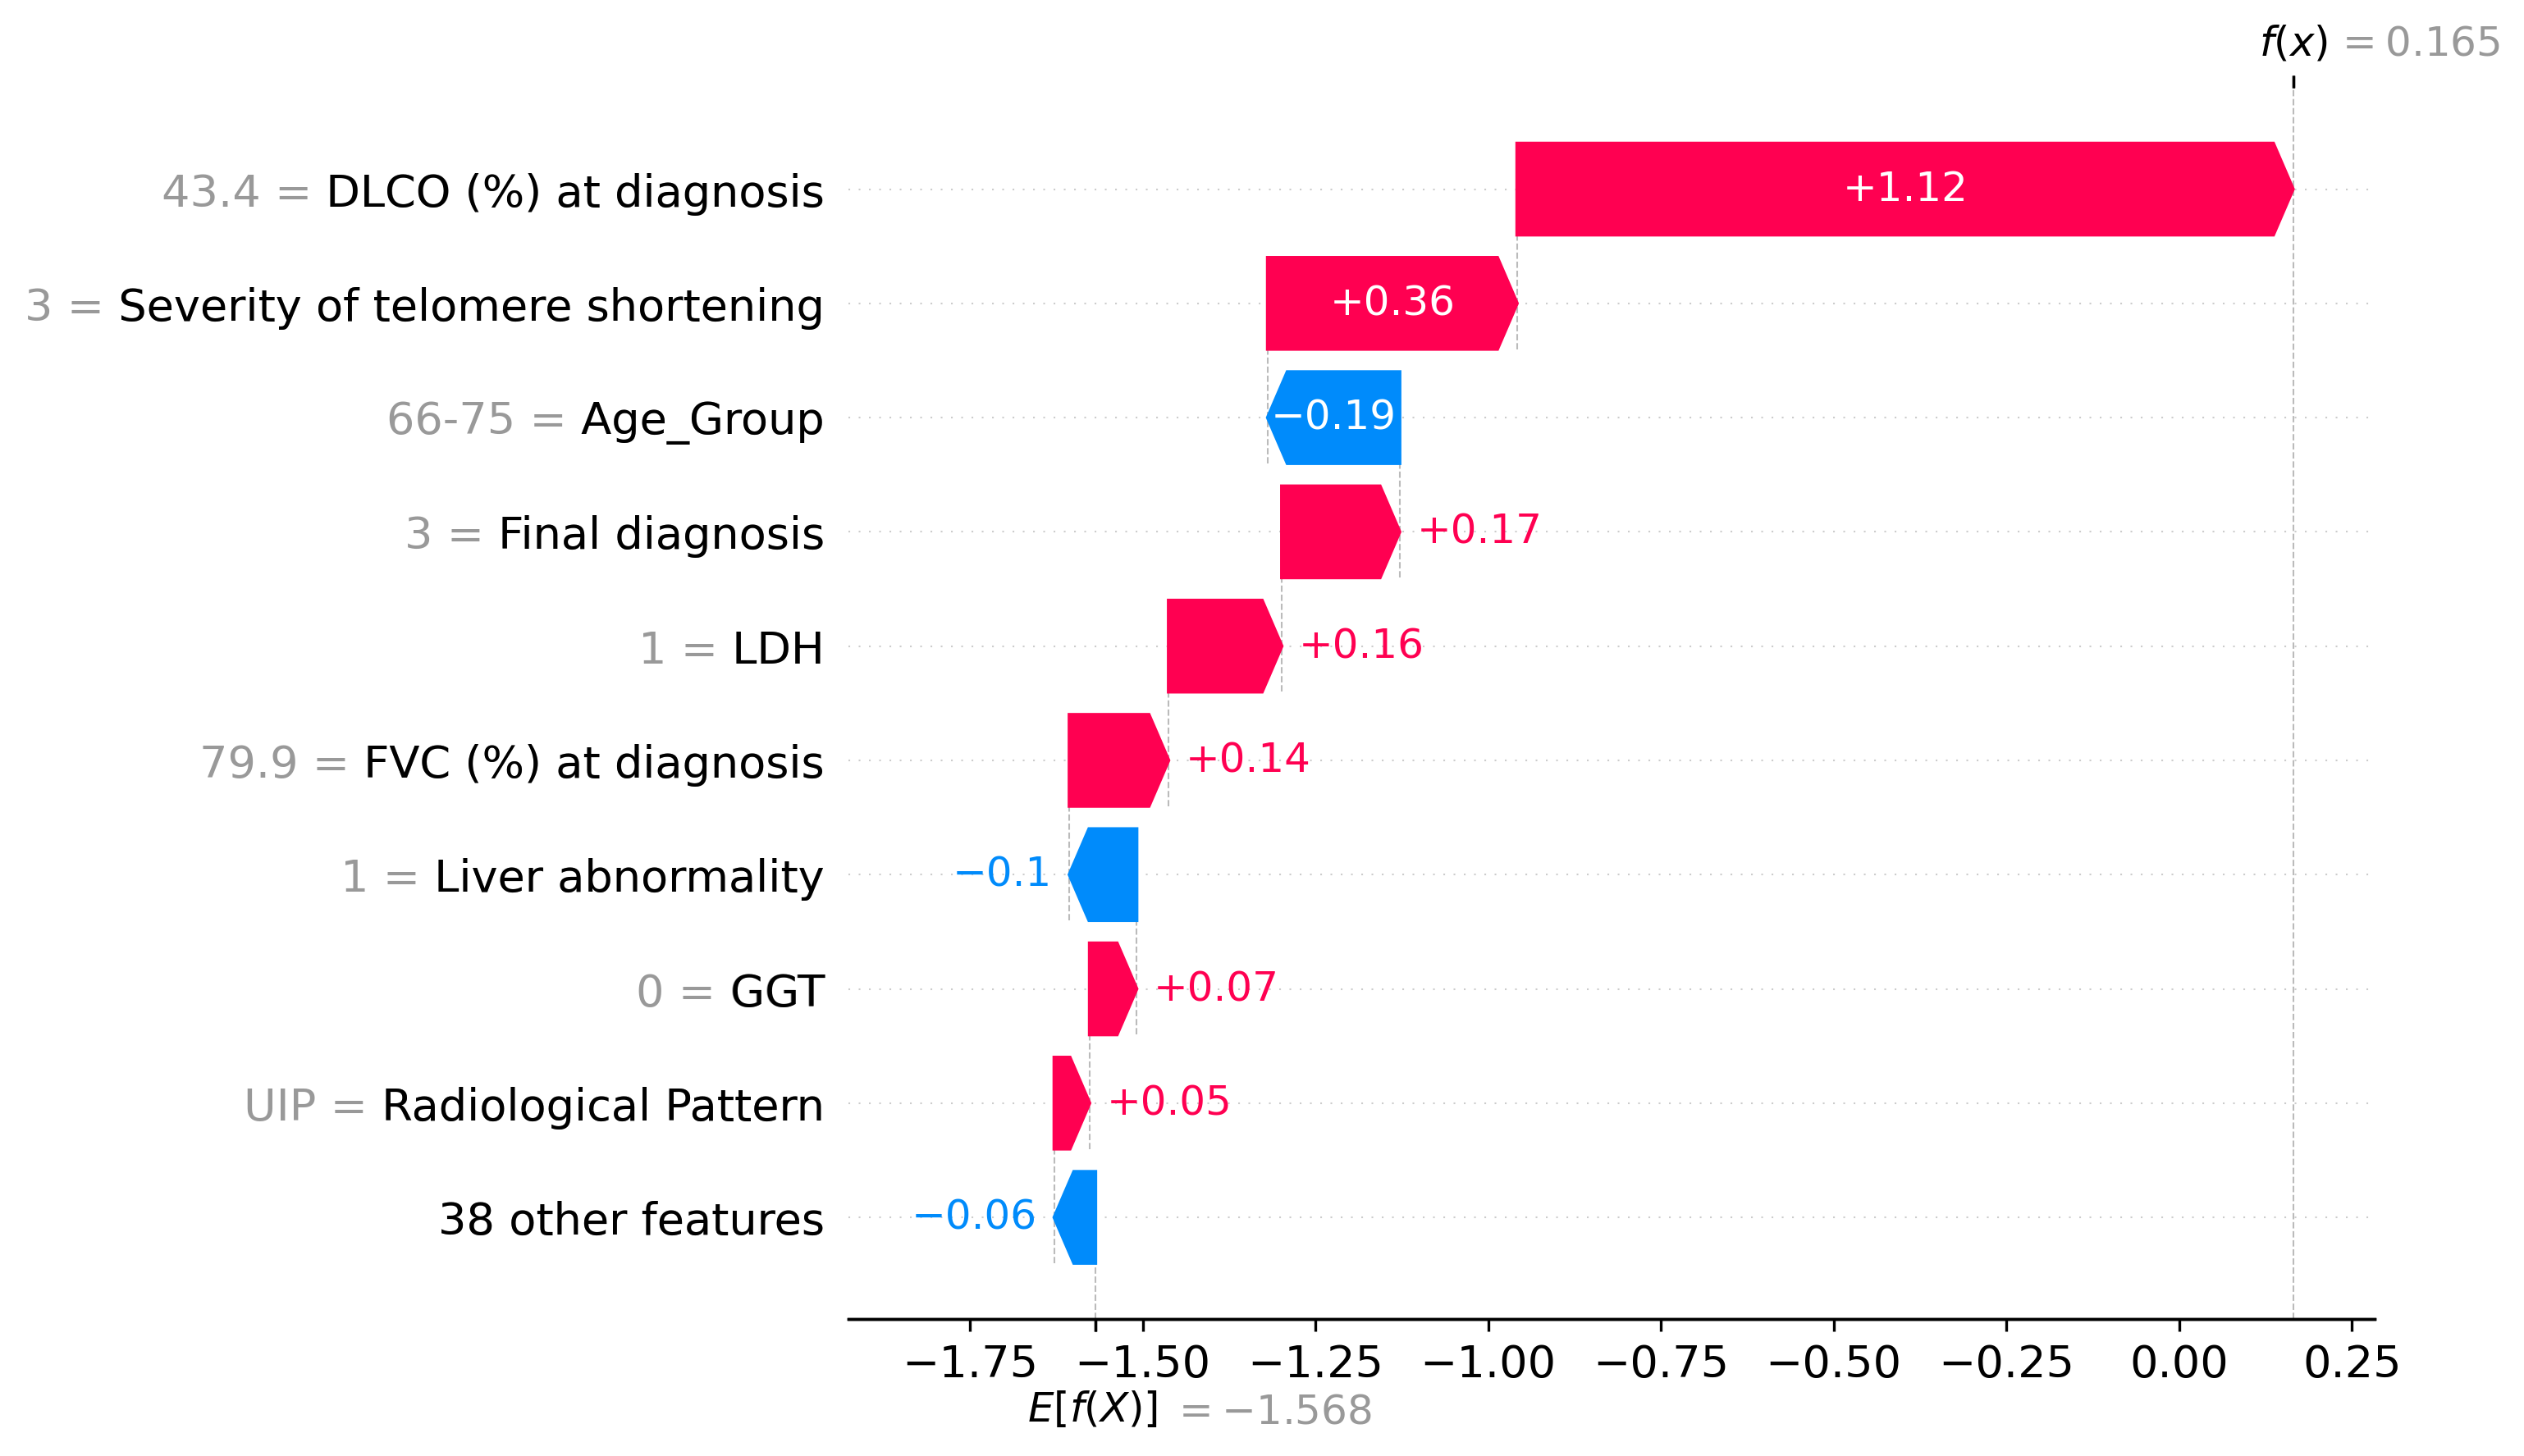 f(x) = 0.165
43.4 = DLCO (%) at diagnosis
+1.12
3 = Severity of telomere shortening
+0.36
66-75 = Age_Group
−0.19
3 = Final diagnosis
+0.17
1 = LDH
+0.16
79.9 = FVC (%) at diagnosis
+0.14
1 = Liver abnormality
−0.1
0 = GGT
+0.07
UIP = Radiological Pattern
+0.05
38 other features
−0.06
−1.75 −1.50 −1.25 −1.00 −0.75 −0.50 −0.25 0.00 0.25
E[f(X)] = −1.568